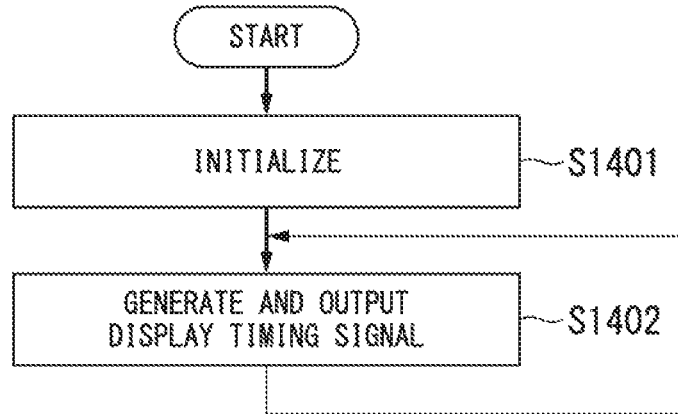 START
INITIALIZE
S1401
GENERATE AND OUTPUT
DISPLAY TIMING SIGNAL
S1402